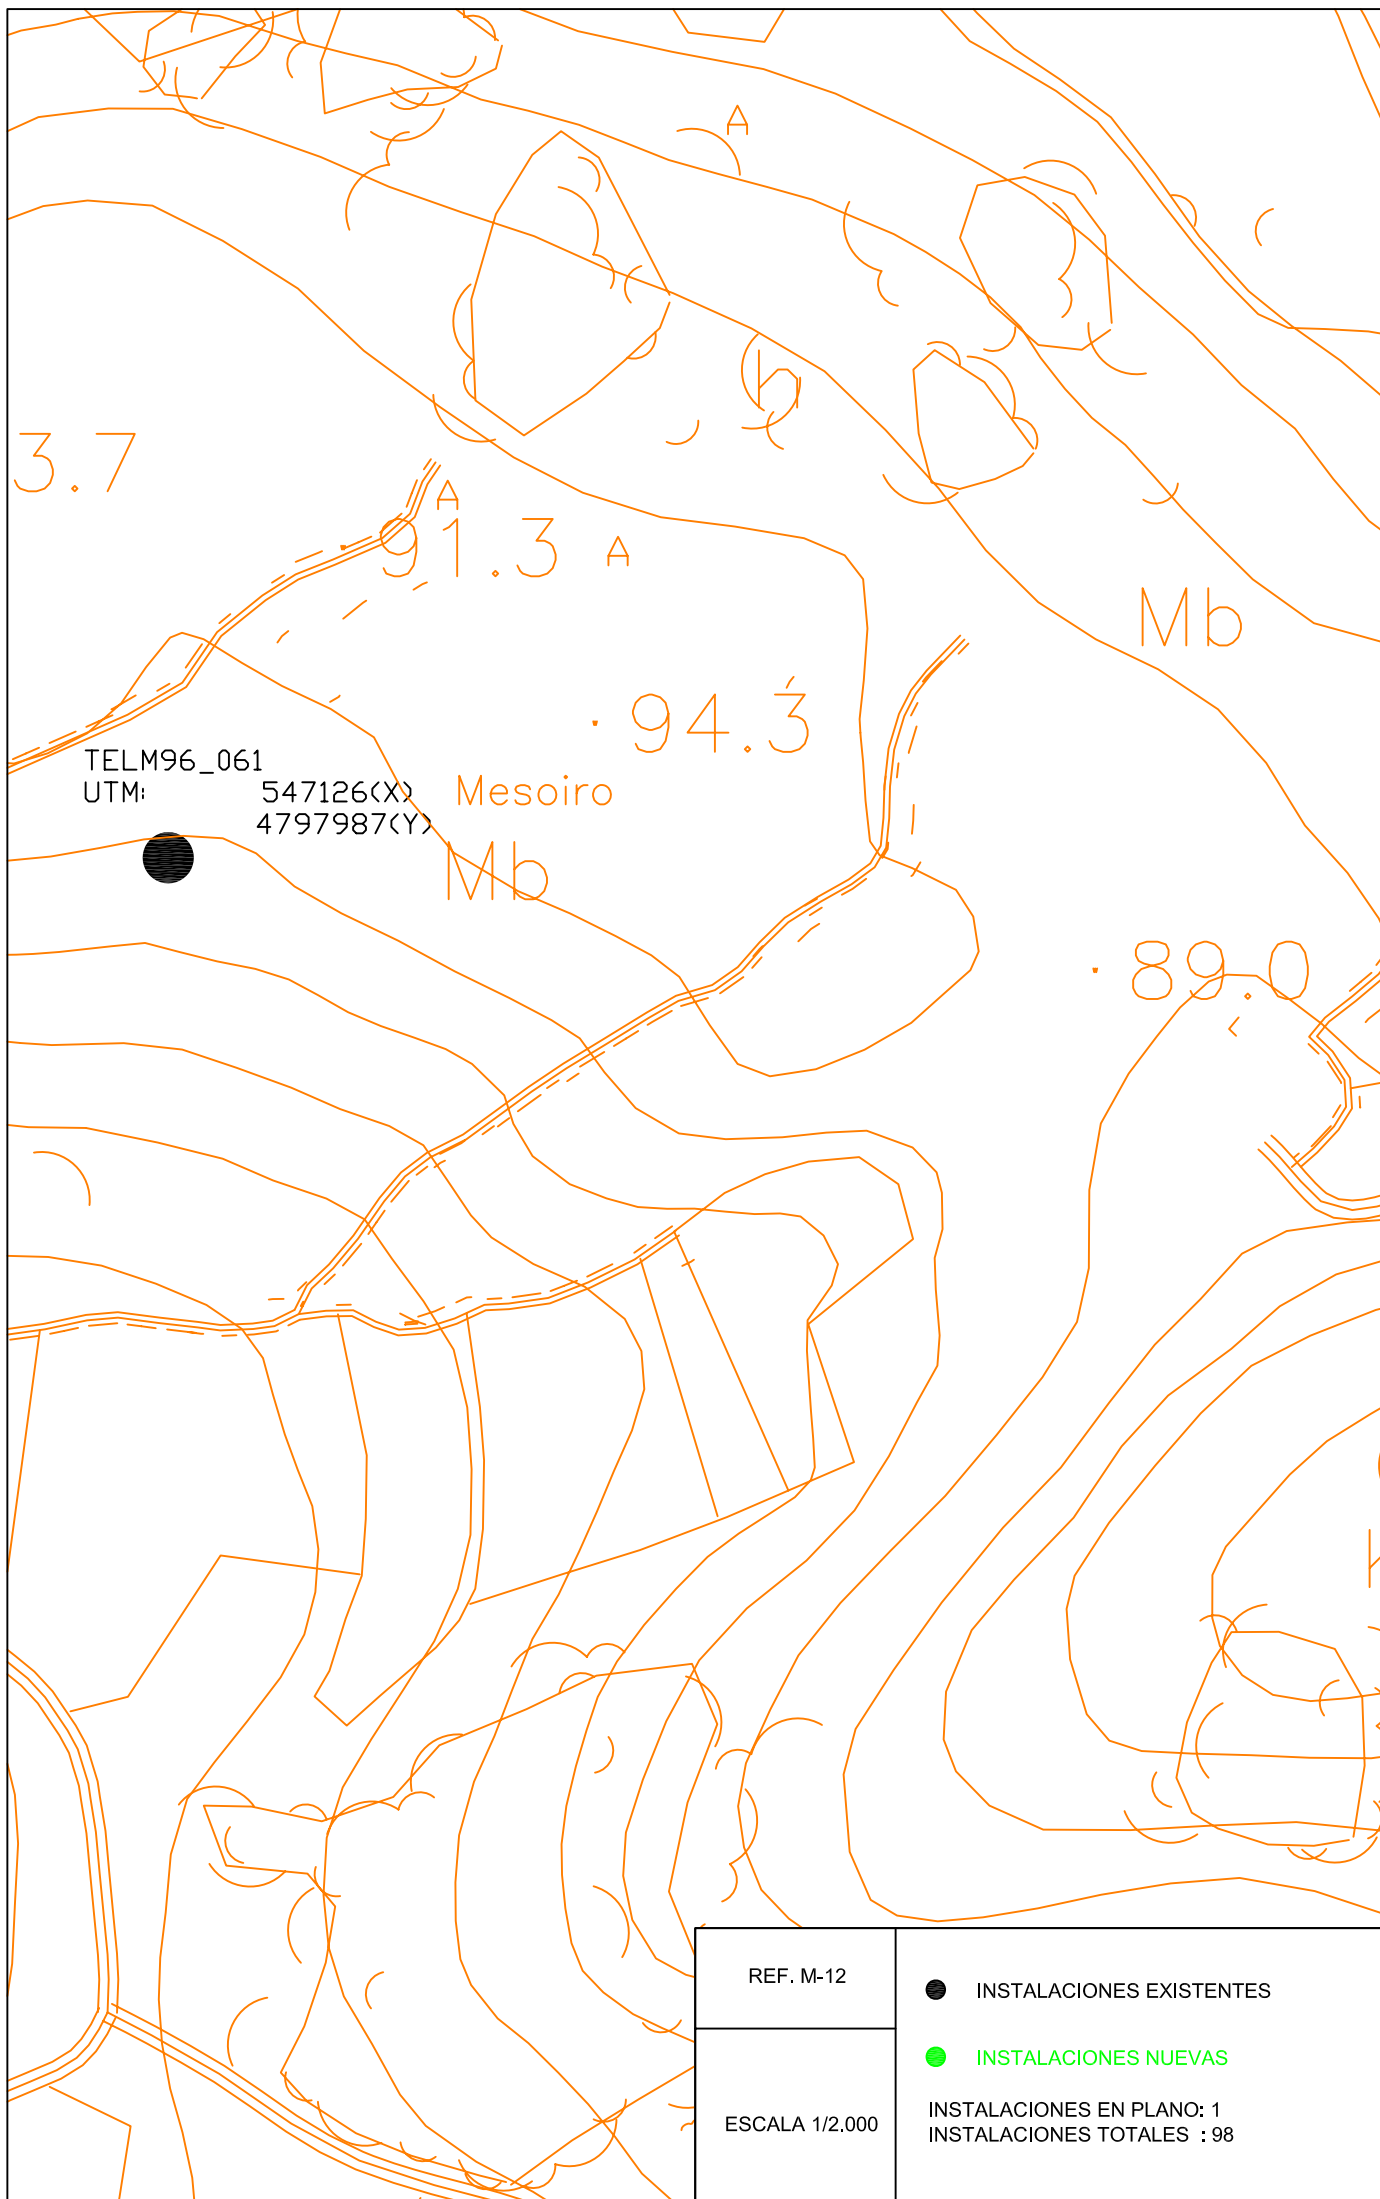 A
h
3.7
A
91.3
A
Mb
94.3
TELM96_061
UTM: 547126(X)
4797987(Y)
Mesoiro
Mb
89.0
REF. M-12
ESCALA 1/2.000
INSTALACIONES EXISTENTES
INSTALACIONES NUEVAS
INSTALACIONES EN PLANO: 1
INSTALACIONES TOTALES : 98